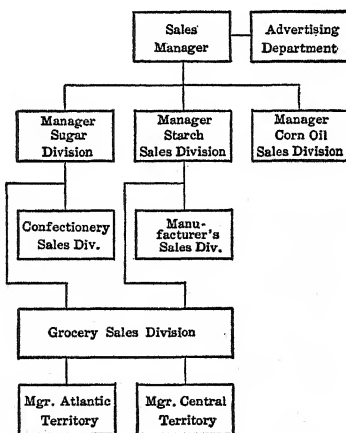 Sales
Manager
Advertising
Department
Manager
Sugar
Division
Manager
Starch
Sales Division
Manager
Corn Oil
Sales Division
Confectionery
Sales Div.
Manu-
facturer's
Sales Div.
Grocery Sales Division
Mgr. Atlantic
Territory
Mgr. Central
Territory